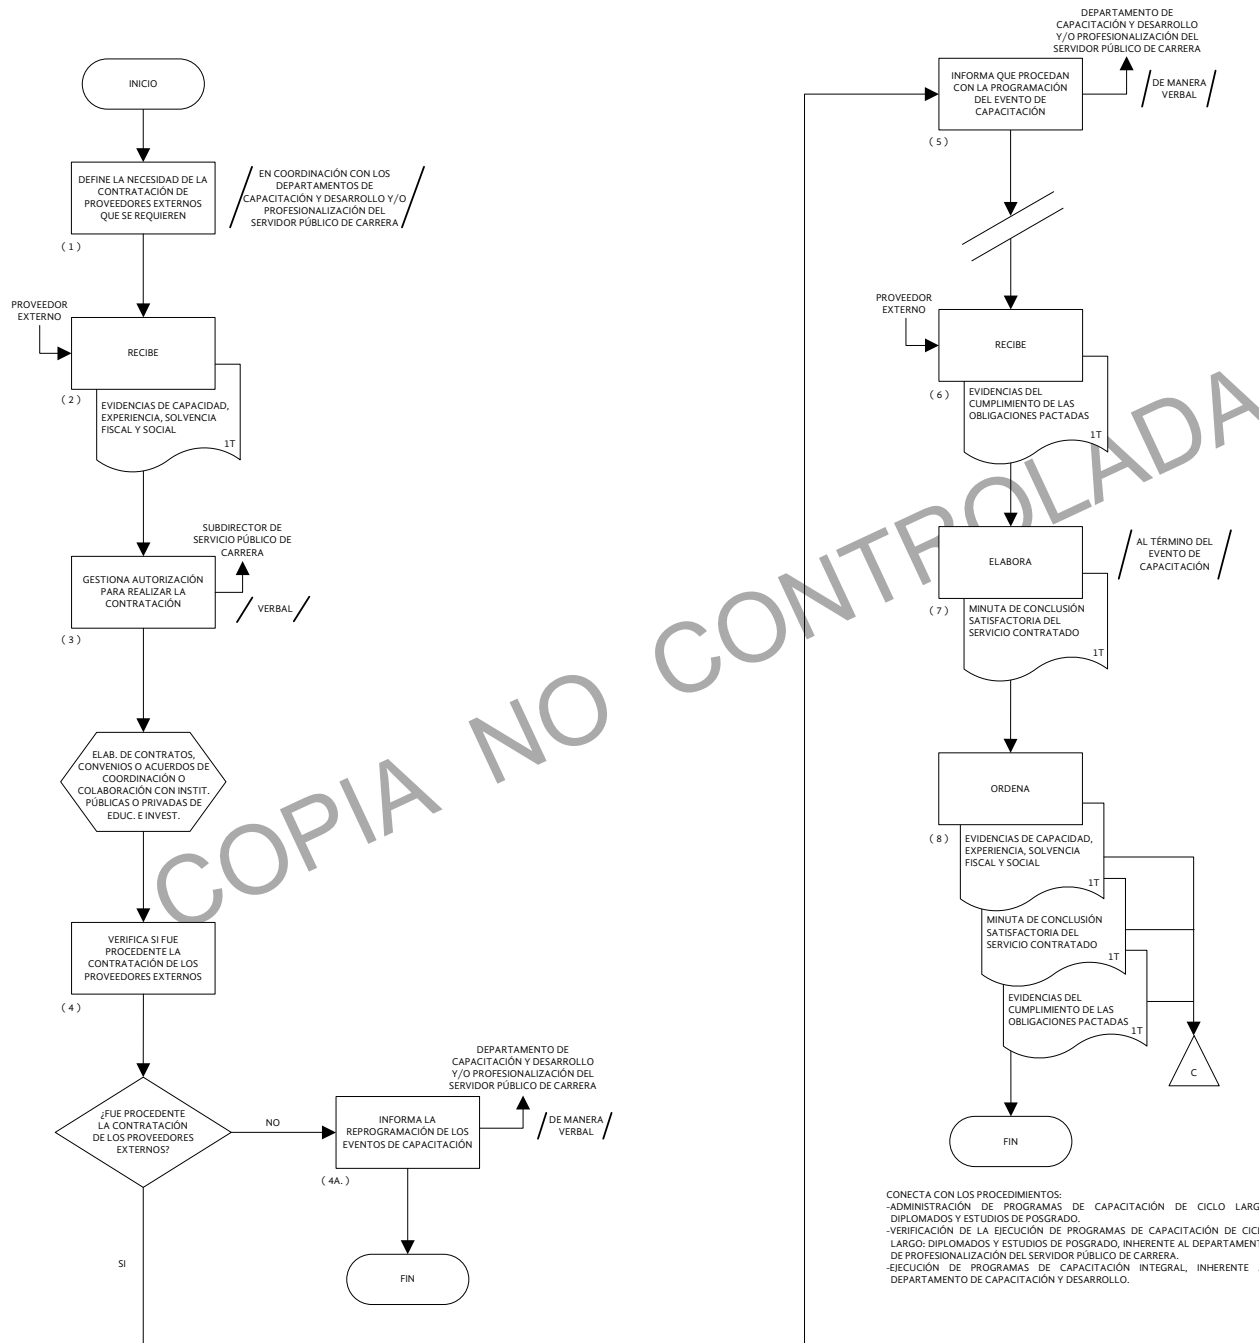 INICIO
DEFINE LA NECESIDAD DE LA
CONTRATACIÓN DE
PROVEEDORES EXTERNOS
QUE SE REQUIEREN
( 1 )
EN COORDINACIÓN CON LOS
DEPARTAMENTOS DE
CAPACITACIÓN Y DESARROLLO Y/O
PROFESIONALIZACIÓN DEL
SERVIDOR PÚBLICO DE CARRERA
PROVEEDOR
EXTERNO
RECIBE
( 2 )
EVIDENCIAS DE CAPACIDAD,
EXPERIENCIA, SOLVENCIA
FISCAL Y SOCIAL
1T
SUBDIRECTOR DE
SERVICIO PÚBLICO DE
CARRERA
GESTIONA AUTORIZACIÓN
PARA REALIZAR LA
CONTRATACIÓN
VERBAL
( 3 )
ELAB. DE CONTRATOS,
CONVENIOS O ACUERDOS DE
COORDINACIÓN O
COLABORACIÓN CON INSTIT.
PÚBLICAS O PRIVADAS DE
EDUC. E INVEST.
VERIFICA SI FUE
PROCEDENTE LA
CONTRATACIÓN DE LOS
PROVEEDORES EXTERNOS
( 4 )
¿FUE PROCEDENTE
LA CONTRATACIÓN
DE LOS PROVEEDORES
EXTERNOS?
NO
DEPARTAMENTO DE
CAPACITACIÓN Y DESARROLLO
Y/O PROFESIONALIZACIÓN DEL
SERVIDOR PÚBLICO DE CARRERA
INFORMA LA
REPROGRAMACIÓN DE LOS
EVENTOS DE CAPACITACIÓN
DE MANERA
VERBAL
( 4A. )
FIN
SI
DEPARTAMENTO DE
CAPACITACIÓN Y DESARROLLO
Y/O PROFESIONALIZACIÓN DEL
SERVIDOR PÚBLICO DE CARRERA
INFORMA QUE PROCEDAN
CON LA PROGRAMACIÓN
DEL EVENTO DE
CAPACITACIÓN
DE MANERA
VERBAL
( 5 )
PROVEEDOR
EXTERNO
RECIBE
( 6 )
EVIDENCIAS DEL
CUMPLIMIENTO DE LAS
OBLIGACIONES PACTADAS
1T
ELABORA
AL TÉRMINO DEL
EVENTO DE
CAPACITACIÓN
( 7 )
MINUTA DE CONCLUSIÓN
SATISFACTORIA DEL
SERVICIO CONTRATADO
1T
ORDENA
( 8 )
EVIDENCIAS DE CAPACIDAD,
EXPERIENCIA, SOLVENCIA
FISCAL Y SOCIAL
1T
MINUTA DE CONCLUSIÓN
SATISFACTORIA DEL
SERVICIO CONTRATADO
1T
EVIDENCIAS DEL
CUMPLIMIENTO DE LAS
OBLIGACIONES PACTADAS
1T
C
FIN
CONECTA CON LOS PROCEDIMIENTOS:
-ADMINISTRACIÓN DE PROGRAMAS DE CAPACITACIÓN DE CICLO LARG
DIPLOMADOS Y ESTUDIOS DE POSGRADO.
-VERIFICACIÓN DE LA EJECUCIÓN DE PROGRAMAS DE CAPACITACIÓN DE CICL
LARGO: DIPLOMADOS Y ESTUDIOS DE POSGRADO, INHERENTE AL DEPARTAMENT
DE PROFESIONALIZACIÓN DEL SERVIDOR PÚBLICO DE CARRERA.
-EJECUCIÓN DE PROGRAMAS DE CAPACITACIÓN INTEGRAL, INHERENTE
DEPARTAMENTO DE CAPACITACIÓN Y DESARROLLO.
COPIA NO CONTROLADA